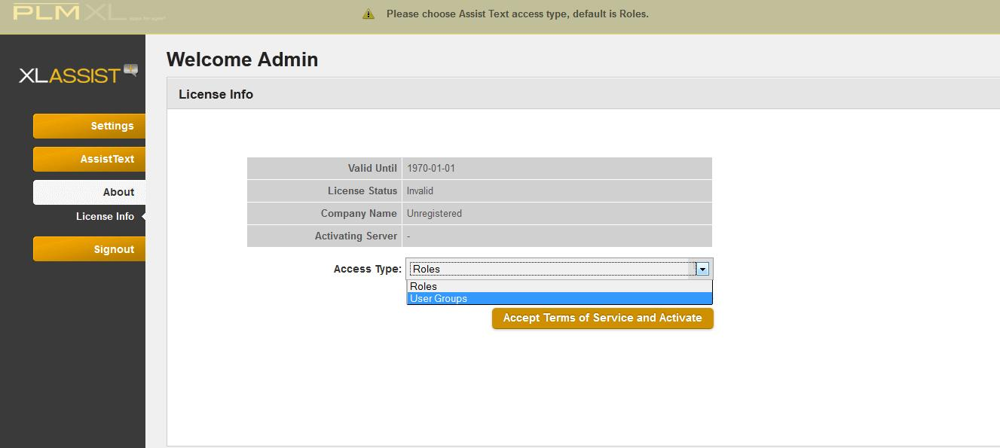 PLMXL
Please choose Assist Text access type, default is Roles.
XLASSIST
Welcome Admin
License Info
Settings
AssistText
About
License Info
Signout
Valid Until 1970-01-01
License Status Invalid
Company Name Unregistered
Activating Server -
Access Type: Roles
Roles
User Groups
Accept Terms of Service and Activate